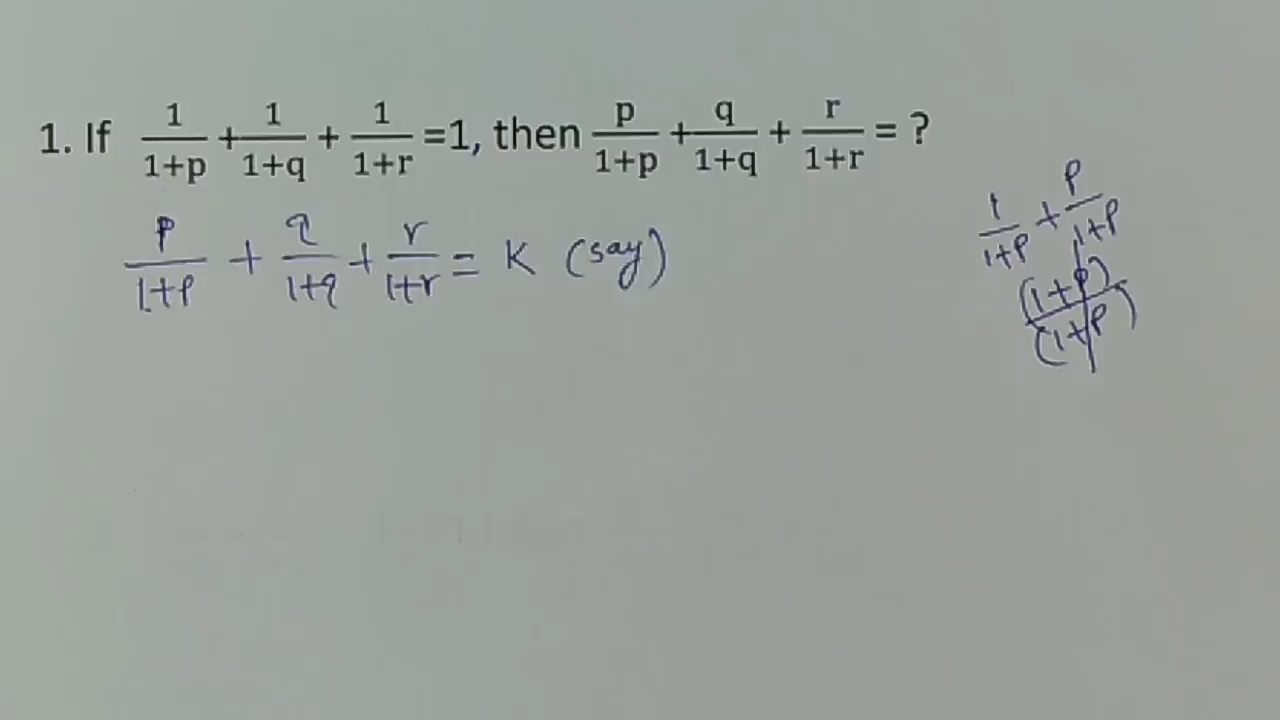 1. If 1/(1+p) + 1/(1+q) + 1/(1+r) =1, then p/(1+p) + q/(1+q) + r/(1+r) = ?
p/(1+p) + q/(1+q) + r/(1+r) = K (say)
1/(1+p) + p/(1+p)
(1+p)/(1+p)